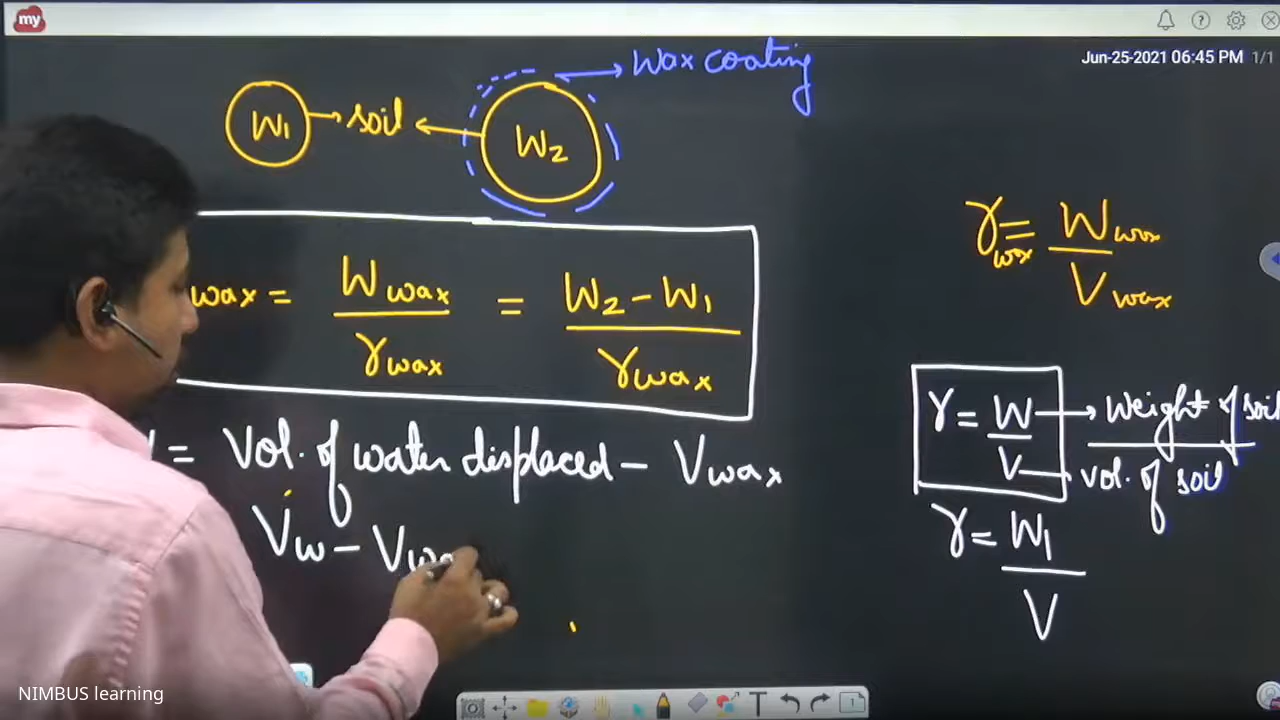 my
Jun-25-2021 06:45 PM 1/1
Wax coating
W₁ → soil ← W₂
γwax = Wwax / Vwax
wax = Wwax / γwax = W₂ - W₁ / γwax
γ = W / V
Weight of soil
Vol. of soil
= Vol. of water displaced - Vwax
γ = W₁ / V
Vw - Vwa
NIMBUS learning
T
1